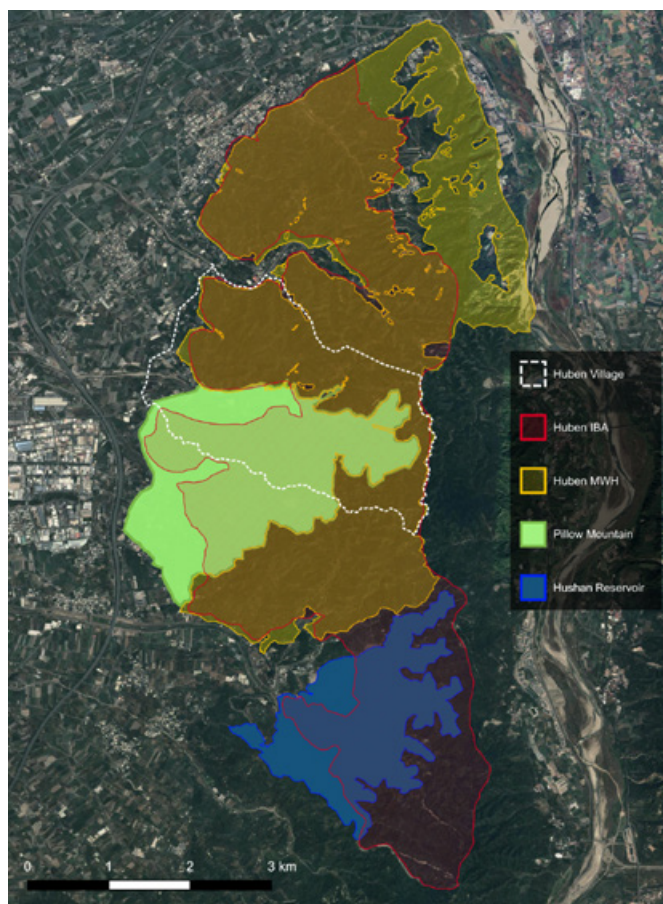 Huben Village
Huben IBA
Huben MWH
Pillow Mountain
Hushan Reservoir
0 1 2 3 km